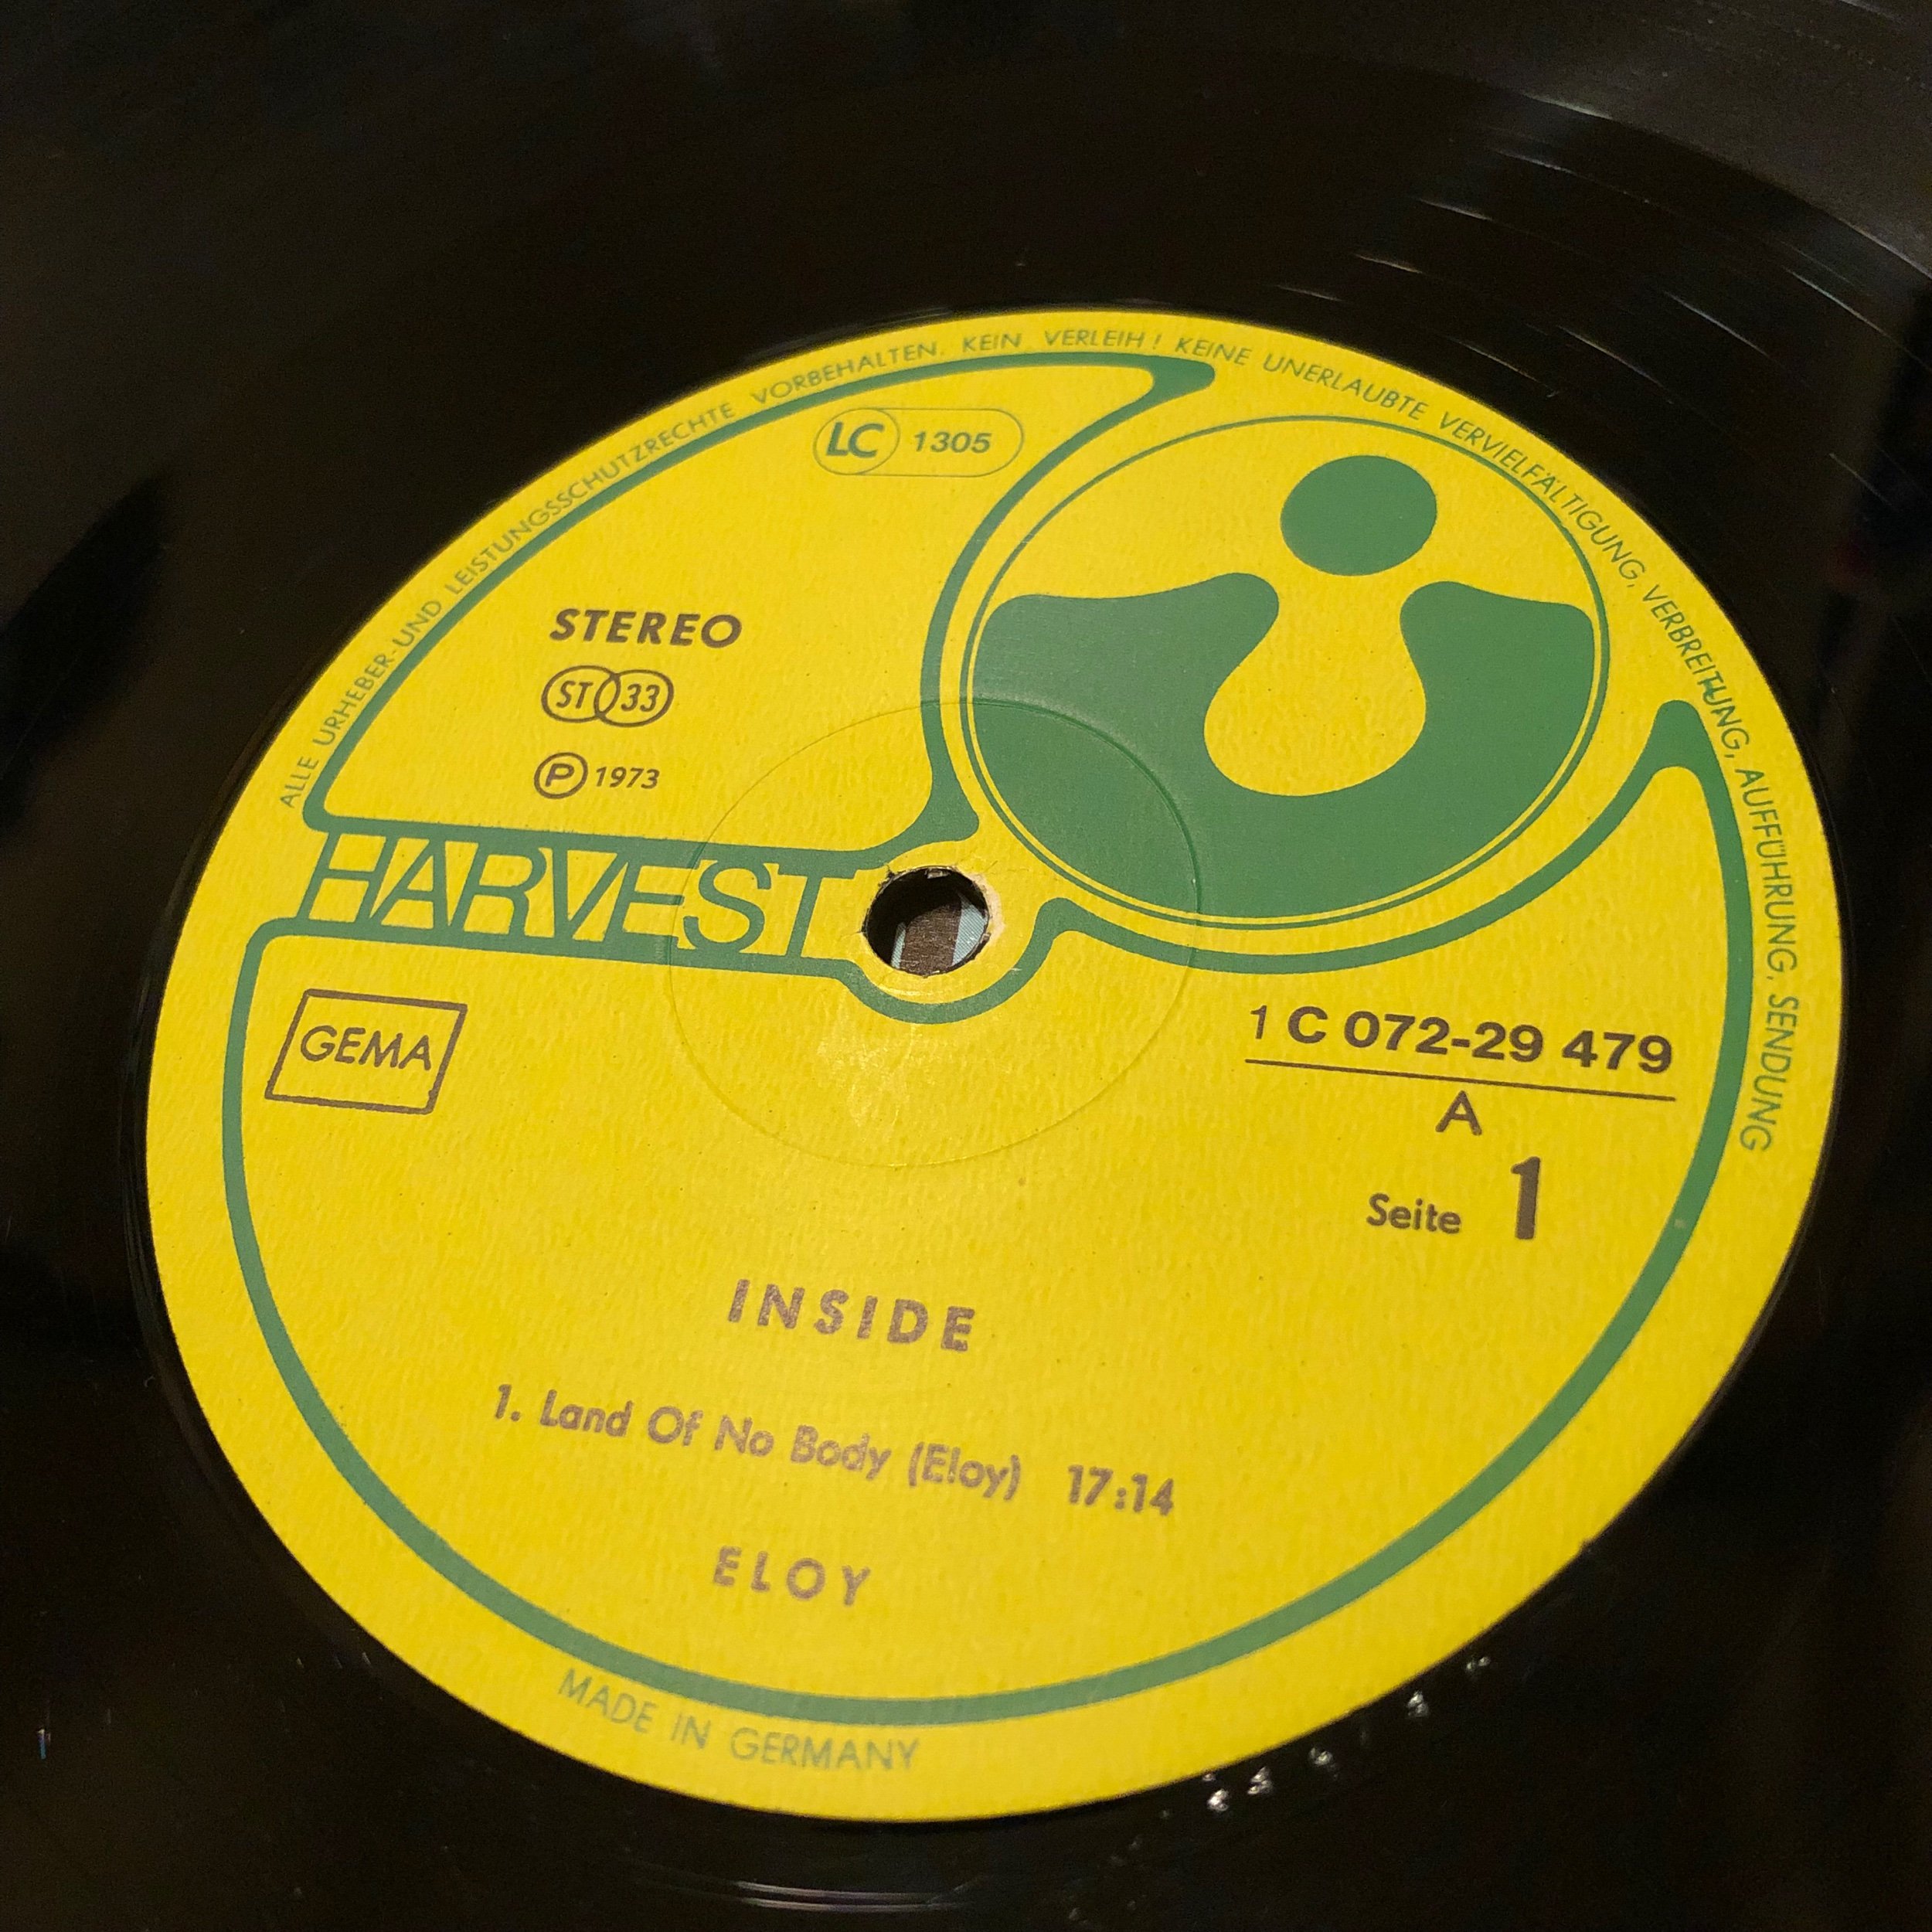 ALLE URHEBER- UND LEISTUNGSSCHUTZRECHTE VORBEHALTEN. KEIN VERLEIH! KEINE UNERLAUBTE VERVIELFÄLTIGUNG, VERBREITUNG, AUFFÜHRUNG, SENDUNG
LC 1305
STEREO
ST 33
Ⓟ 1973
HARVEST
GEMA
1 C 072-29 479
A
Seite 1
INSIDE
1. Land Of No Body (Eloy) 17:14
ELOY
MADE IN GERMANY